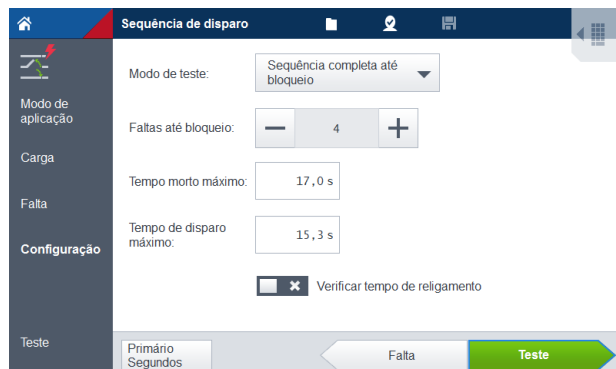 Sequência de disparo
Modo de
aplicação
Carga
Falta
Configuração
Teste
Modo de teste:
Sequência completa até
bloqueio
Faltas até bloqueio:
4
Tempo morto máximo:
17,0 s
Tempo de disparo
máximo:
15,3 s
Verificar tempo de religamento
Primário
Segundos
Falta
Teste